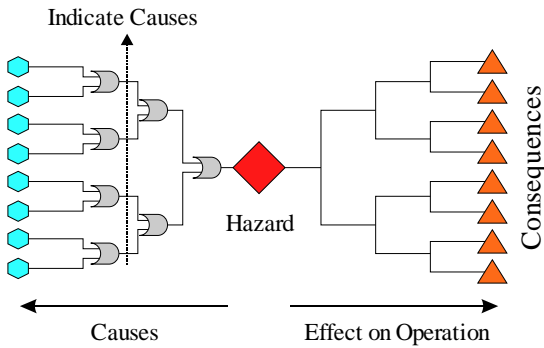 Indicate Causes
Hazard
Consequences
Causes
Effect on Operation